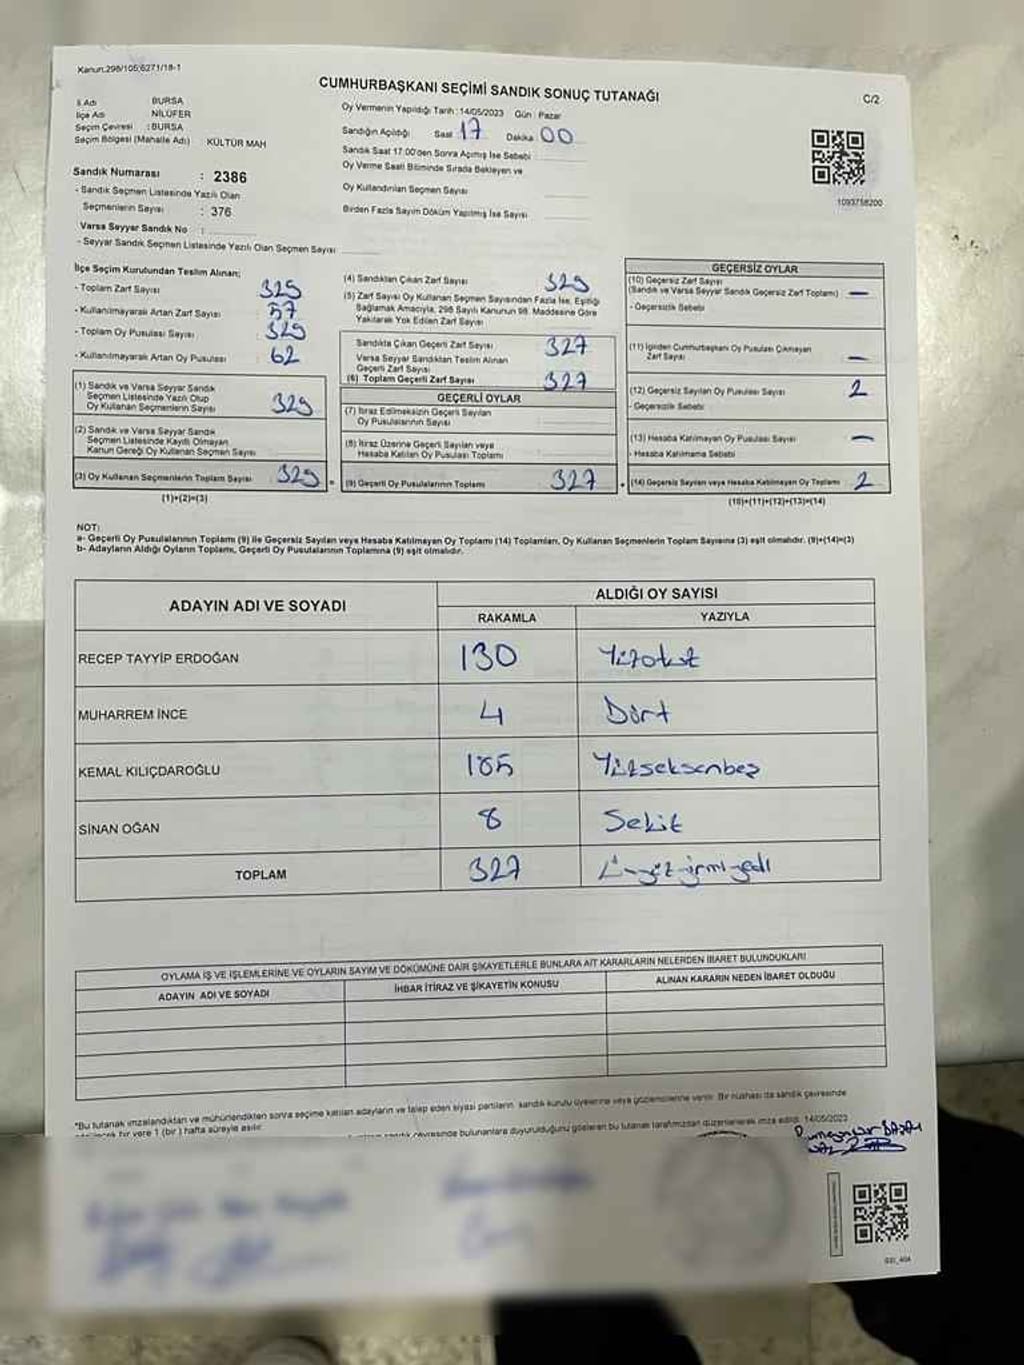 Kanun:298/105;6271/18-1
CUMHURBAŞKANI SEÇİMİ SANDIK SONUÇ TUTANAĞI
C/2
İl Adı BURSA
İlçe Adı NİLÜFER
Seçim Çevresi : BURSA
Seçim Bölgesi (Mahalle Adı) KÜLTÜR MAH
Oy Vermenin Yapıldığı Tarih : 14/05/2023 Gün : Pazar
Sandığın Açıldığı Saat 17 Dakika 00
Sandık Saat 17:00'den Sonra Açılmış İse Sebebi
Oy Verme Saati Bitiminde Sırada Bekleyen ve
Oy Kullandırılan Seçmen Sayısı
Birden Fazla Sayım Döküm Yapılmış İse Sayısı
1093758200
Sandık Numarası : 2386
- Sandık Seçmen Listesinde Yazılı Olan
Seçmenlerin Sayısı : 376
Varsa Seyyar Sandık No :
- Seyyar Sandık Seçmen Listesinde Yazılı Olan Seçmen Sayısı
İlçe Seçim Kurulundan Teslim Alınan;
- Toplam Zarf Sayısı 329
- Kullanılmayarak Artan Zarf Sayısı : 57
- Toplam Oy Pusulası Sayısı : 329
- Kullanılmayarak Artan Oy Pusulası : 62
(1) Sandık ve Varsa Seyyar Sandık
Seçmen Listesinde Yazılı Olup
Oy Kullanan Seçmenlerin Sayısı 329
(2) Sandık ve Varsa Seyyar Sandık
Seçmen Listesinde Kayıtlı Olmayan
Kanun Gereği Oy Kullanan Seçmen Sayısı
(3) Oy Kullanan Seçmenlerin Toplam Sayısı 329
(1)+(2)=(3)
(4) Sandıktan Çıkan Zarf Sayısı 329
(5) Zarf Sayısı Oy Kullanan Seçmen Sayısından Fazla İse, Eşitliği
Sağlamak Amacıyla, 298 Sayılı Kanunun 98. Maddesine Göre
Yakılarak Yok Edilen Zarf Sayısı
Sandıkta Çıkan Geçerli Zarf Sayısı 327
Varsa Seyyar Sandıktan Teslim Alınan
Geçerli Zarf Sayısı
(6) Toplam Geçerli Zarf Sayısı 327
GEÇERLİ OYLAR
(7) İtiraz Edilmeksizin Geçerli Sayılan
Oy Pusulalarının Sayısı
(8) İtiraz Üzerine Geçerli Sayılan veya
Hesaba Katılan Oy Pusulası Toplamı
(9) Geçerli Oy Pusulalarının Toplamı 327
GEÇERSİZ OYLAR
(10) Geçersiz Zarf Sayısı
(Sandık ve Varsa Seyyar Sandık Geçersiz Zarf Toplamı) —
- Geçersizlik Sebebi
(11) İçinden Cumhurbaşkanı Oy Pusulası Çıkmayan
Zarf Sayısı —
(12) Geçersiz Sayılan Oy Pusulası Sayısı 2
- Geçersizlik Sebebi
(13) Hesaba Katılmayan Oy Pusulası Sayısı —
- Hesaba Katılmama Sebebi
(14) Geçersiz Sayılan veya Hesaba Katılmayan Oy Toplamı 2
(10)+(11)+(12)+(13)=(14)
NOT:
a- Geçerli Oy Pusulalarının Toplamı (9) ile Geçersiz Sayılan veya Hesaba Katılmayan Oy Toplamı (14) Toplamları, Oy Kullanan Seçmenlerin Toplam Sayısına (3) eşit olmalıdır. (9)+(14)=(3)
b- Adayların Aldığı Oyların Toplamı, Geçerli Oy Pusulalarının Toplamına (9) eşit olmalıdır.
ADAYIN ADI VE SOYADI ALDIĞI OY SAYISI
RAKAMLA YAZIYLA
RECEP TAYYİP ERDOĞAN 130 Yüzotuz
MUHARREM İNCE 4 Dört
KEMAL KILIÇDAROĞLU 185 Yüzseksenbeş
SİNAN OĞAN 8 Sekiz
TOPLAM 327 Üçyüzyirmiyedi
OYLAMA İŞ VE İŞLEMLERİNE VE OYLARIN SAYIM VE DÖKÜMÜNE DAİR ŞİKAYETLERLE BUNLARA AİT KARARLARIN NELERDEN İBARET BULUNDUKLARI
ADAYIN ADI VE SOYADI İHBAR İTİRAZ VE ŞİKAYETİN KONUSU ALINAN KARARIN NEDEN İBARET OLDUĞU
*Bu tutanak imzalandıktan ve mühürlendikten sonra seçime katılan adayların ve talep eden siyasi partilerin, sandık kurulu üyelerine veya gözlemcilerine verilir. Bir nüshası da sandık çevresinde
bir yere 1 (bir) hafta süreyle asılır.
sandık çevresinde bulunanlara duyurulduğunu gösteren bu tutanak tarafımızdan düzenlenerek imza edildi. 14/05/2023